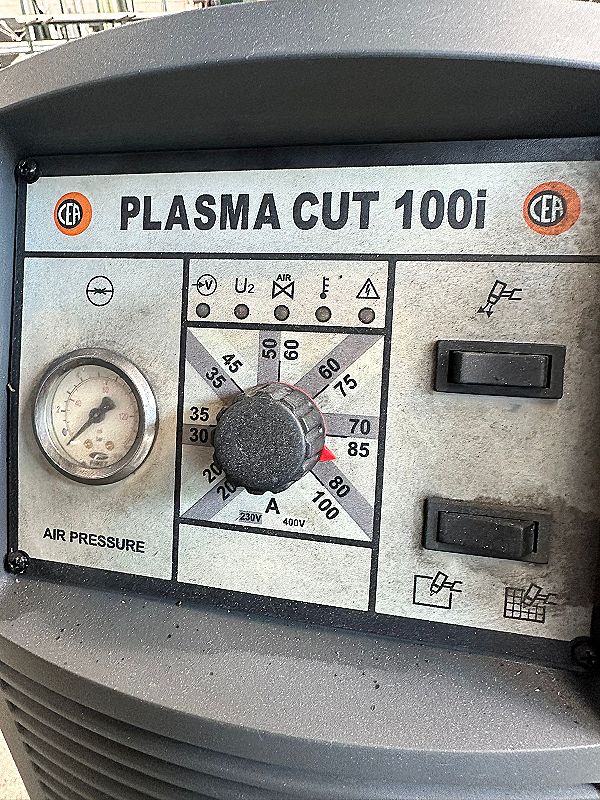 CEA PLASMA CUT 100i CEA
V U2 AIR
50 60
45 60
35 75
35 70
30 85
20 80
20 100
A
230V 400V
AIR PRESSURE